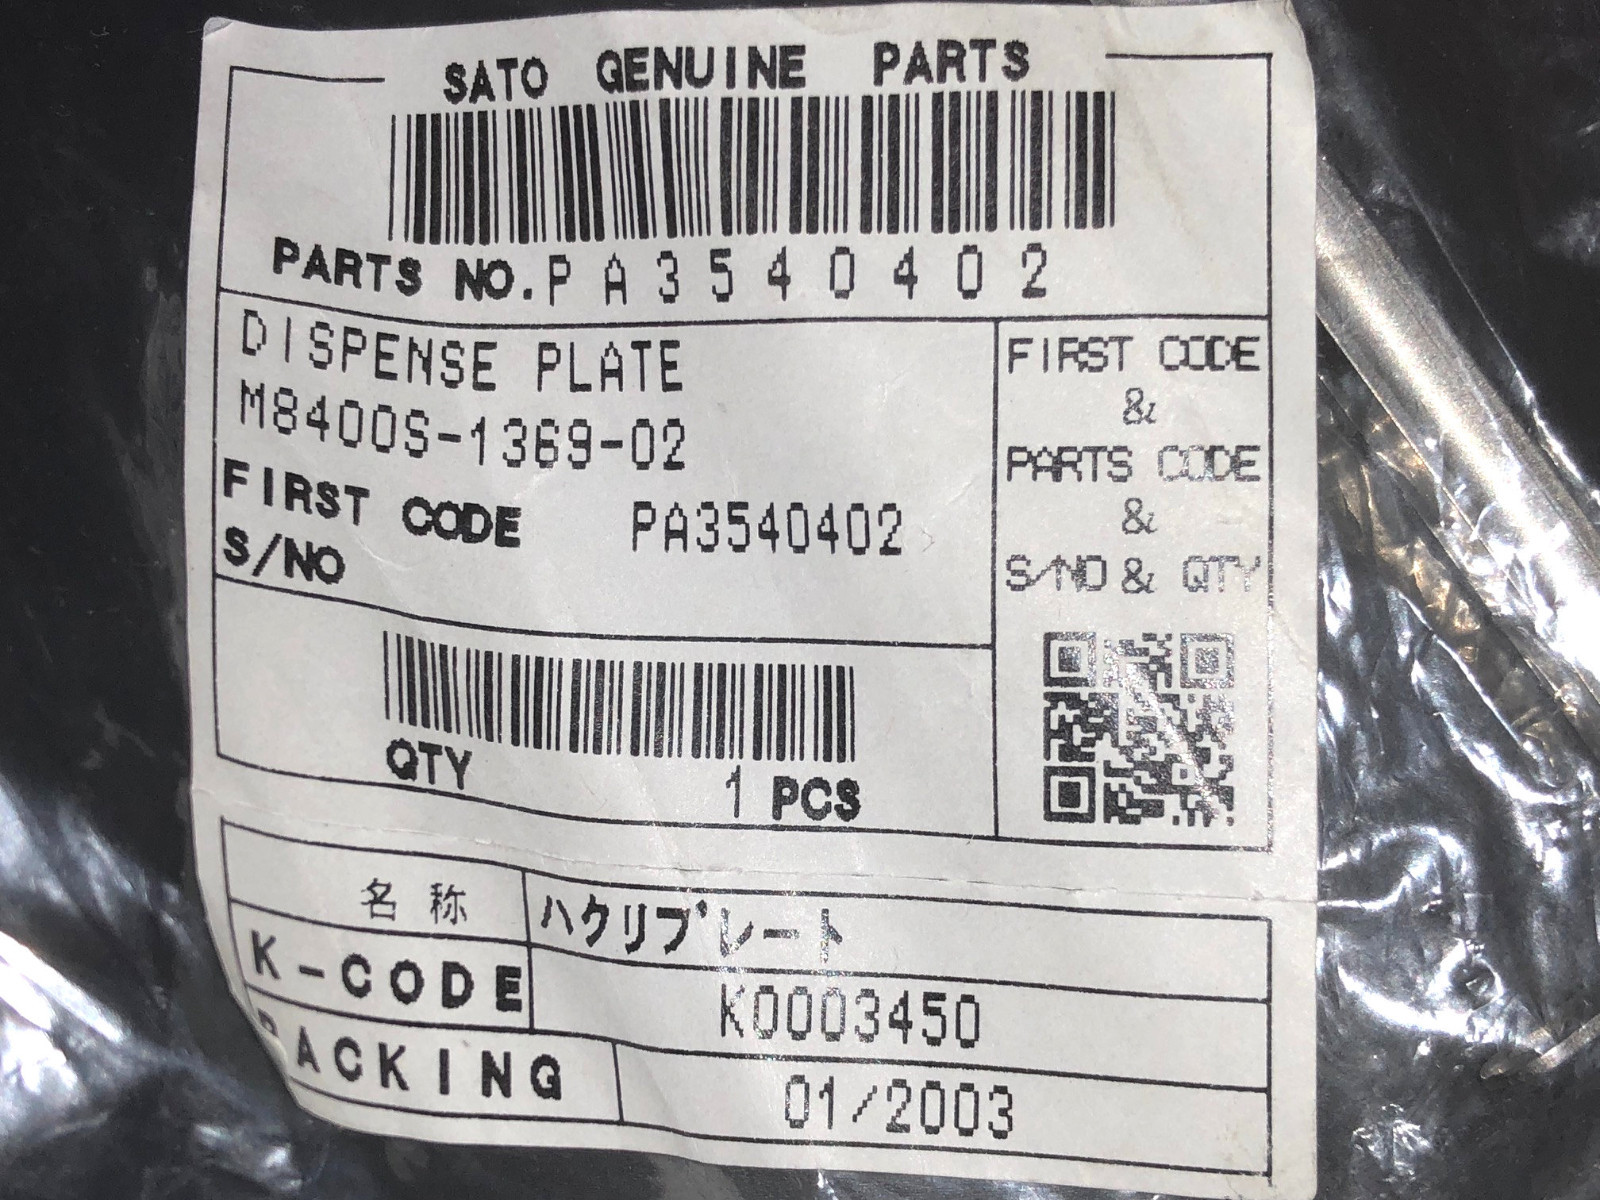 SATO GENUINE PARTS
PARTS NO. PA3540402
DISPENSE PLATE
M8400S-1369-02
FIRST CODE PA3540402
S/NO
FIRST CODE
&
PARTS CODE
&
S/NO & QTY
QTY 1 PCS
名称 ハクリプレート
K-CODE K0003450
PACKING 01/2003